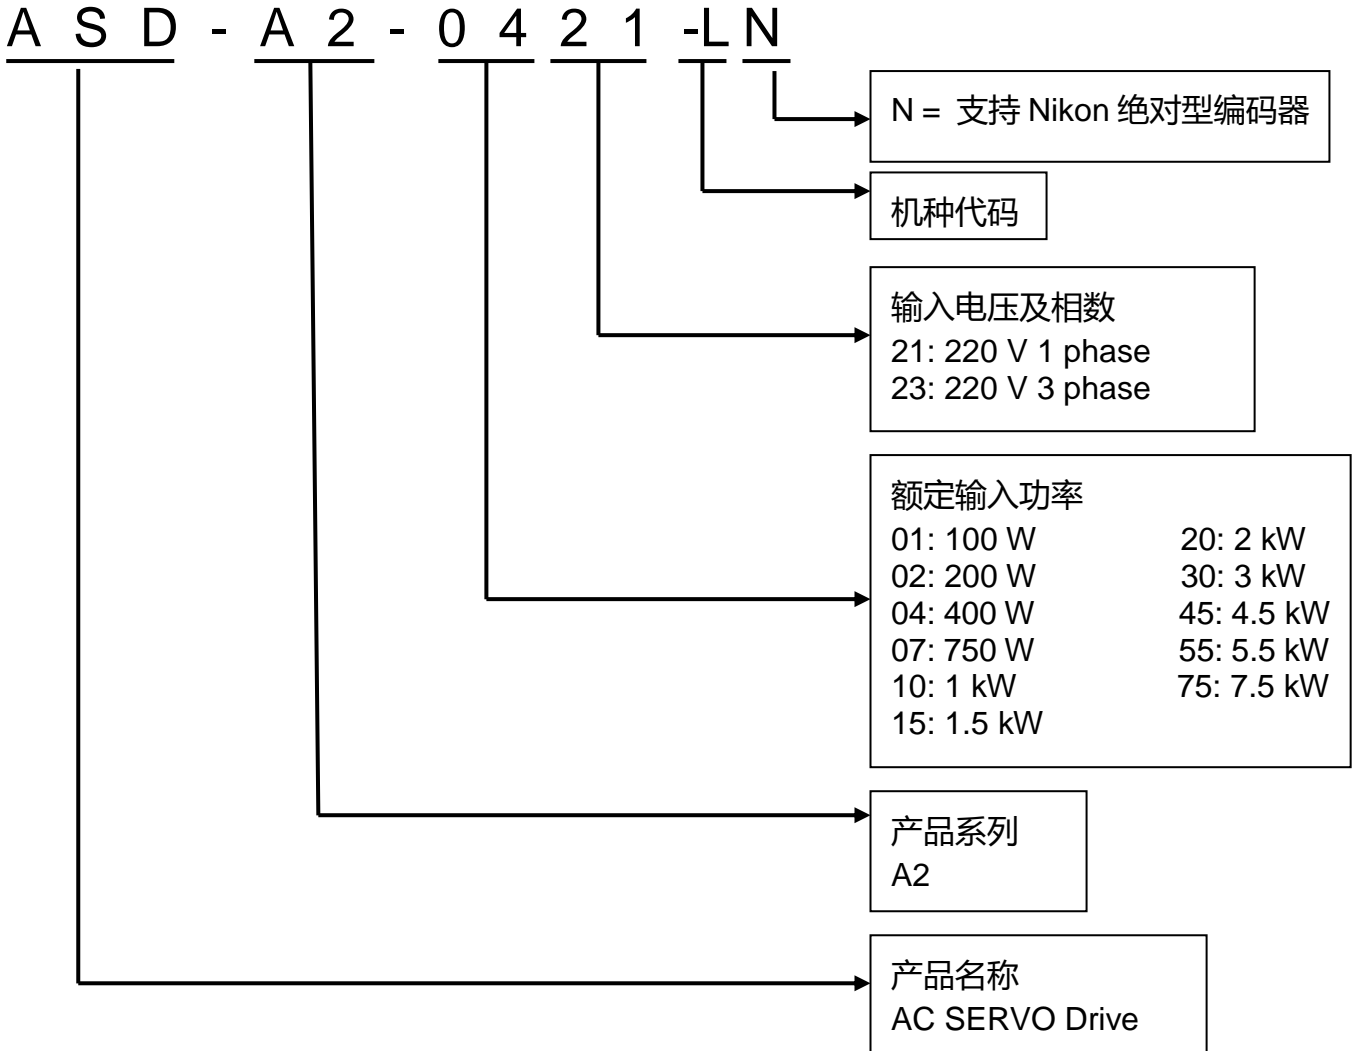 A S D - A 2 - 0 4 2 1 -L N
N = 支持 Nikon 绝对型编码器
机种代码
输入电压及相数
21: 220 V 1 phase
23: 220 V 3 phase
额定输入功率
01: 100 W 20: 2 kW
02: 200 W 30: 3 kW
04: 400 W 45: 4.5 kW
07: 750 W 55: 5.5 kW
10: 1 kW 75: 7.5 kW
15: 1.5 kW
产品系列
A2
产品名称
AC SERVO Drive